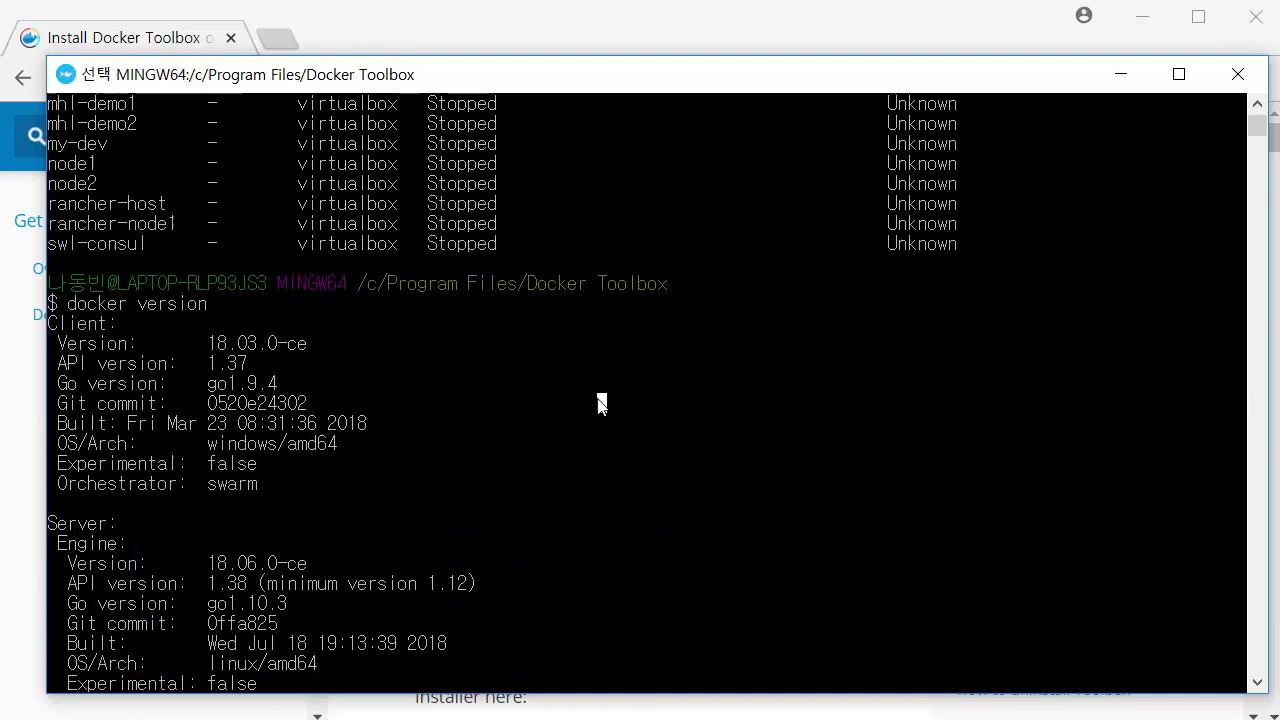 Install Docker Toolbox o
선택 MINGW64:/c/Program Files/Docker Toolbox
mhl-demo1 - virtualbox Stopped Unknown
mhl-demo2 - virtualbox Stopped Unknown
my-dev - virtualbox Stopped Unknown
node1 - virtualbox Stopped Unknown
node2 - virtualbox Stopped Unknown
rancher-host - virtualbox Stopped Unknown
rancher-node1 - virtualbox Stopped Unknown
swl-consul - virtualbox Stopped Unknown
Get
나동빈@LAPTOP-RLP93JS3 MINGW64 /c/Program Files/Docker Toolbox
$ docker version
Client:
Version: 18.03.0-ce
API version: 1.37
Go version: go1.9.4
Git commit: 0520e24302
Built: Fri Mar 23 08:31:36 2018
OS/Arch: windows/amd64
Experimental: false
Orchestrator: swarm
Server:
Engine:
Version: 18.06.0-ce
API version: 1.38 (minimum version 1.12)
Go version: go1.10.3
Git commit: 0ffa825
Built: Wed Jul 18 19:13:39 2018
OS/Arch: linux/amd64
Experimental: false
installer here: